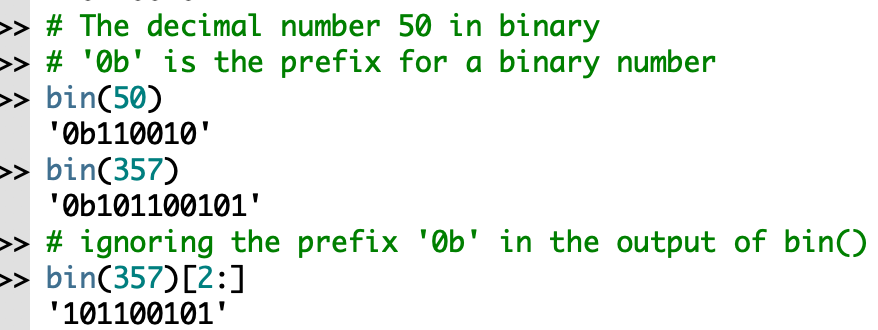 >> # The decimal number 50 in binary
>> # '0b' is the prefix for a binary number
>> bin(50)
'0b110010'
>> bin(357)
'0b101100101'
>> # ignoring the prefix '0b' in the output of bin()
>> bin(357)[2:]
'101100101'